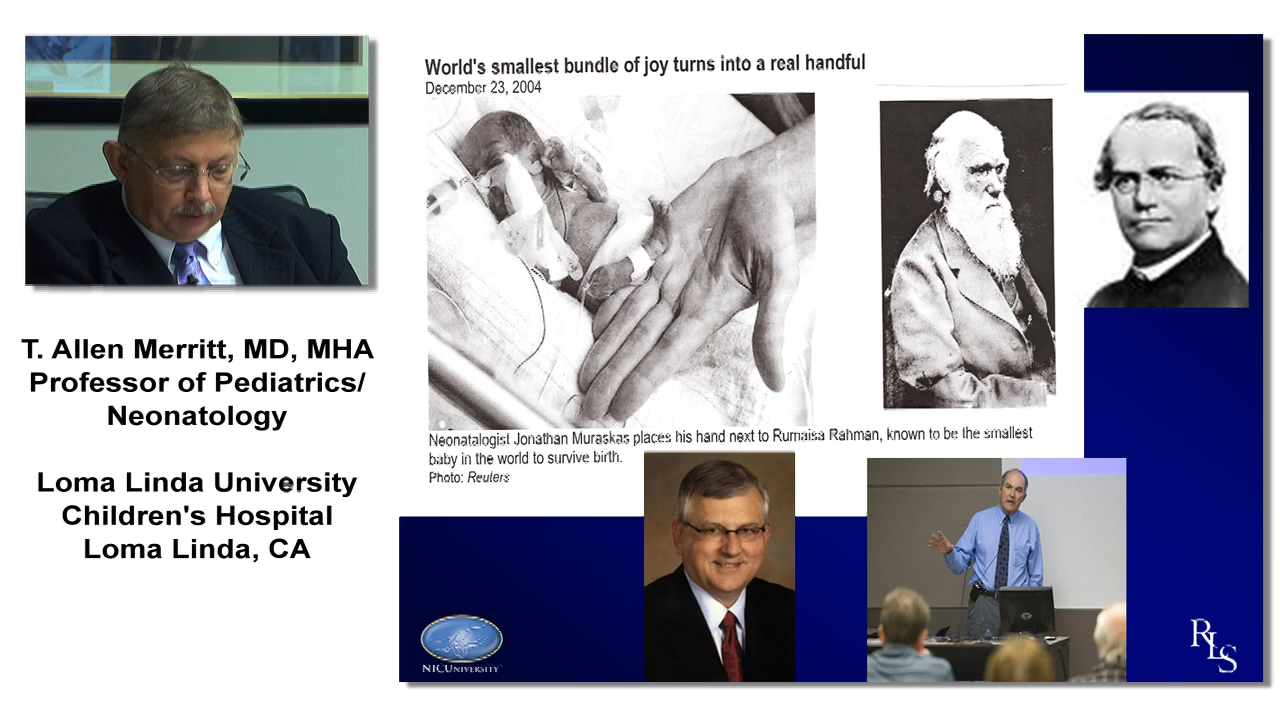 T. Allen Merritt, MD, MHA
Professor of Pediatrics/
Neonatology
Loma Linda University
Children's Hospital
Loma Linda, CA
World's smallest bundle of joy turns into a real handful
December 23, 2004
Neonatalogist Jonathan Muraskas places his hand next to Rumaisa Rahman, known to be the smallest
baby in the world to survive birth.
Photo: Reuters
NICUNIVERSITY
RLS